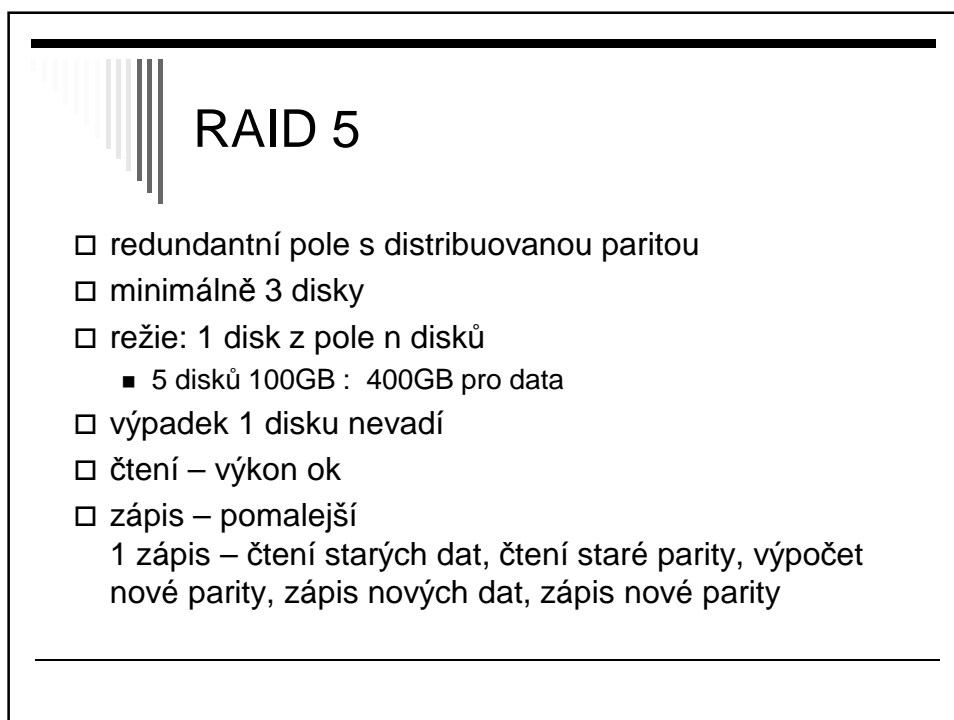 RAID 5
redundantní pole s distribuovanou paritou
minimálně 3 disky
režie: 1 disk z pole n disků
5 disků 100GB : 400GB pro data
výpadek 1 disku nevadí
čtení – výkon ok
zápis – pomalejší
1 zápis – čtení starých dat, čtení staré parity, výpočet
nové parity, zápis nových dat, zápis nové parity